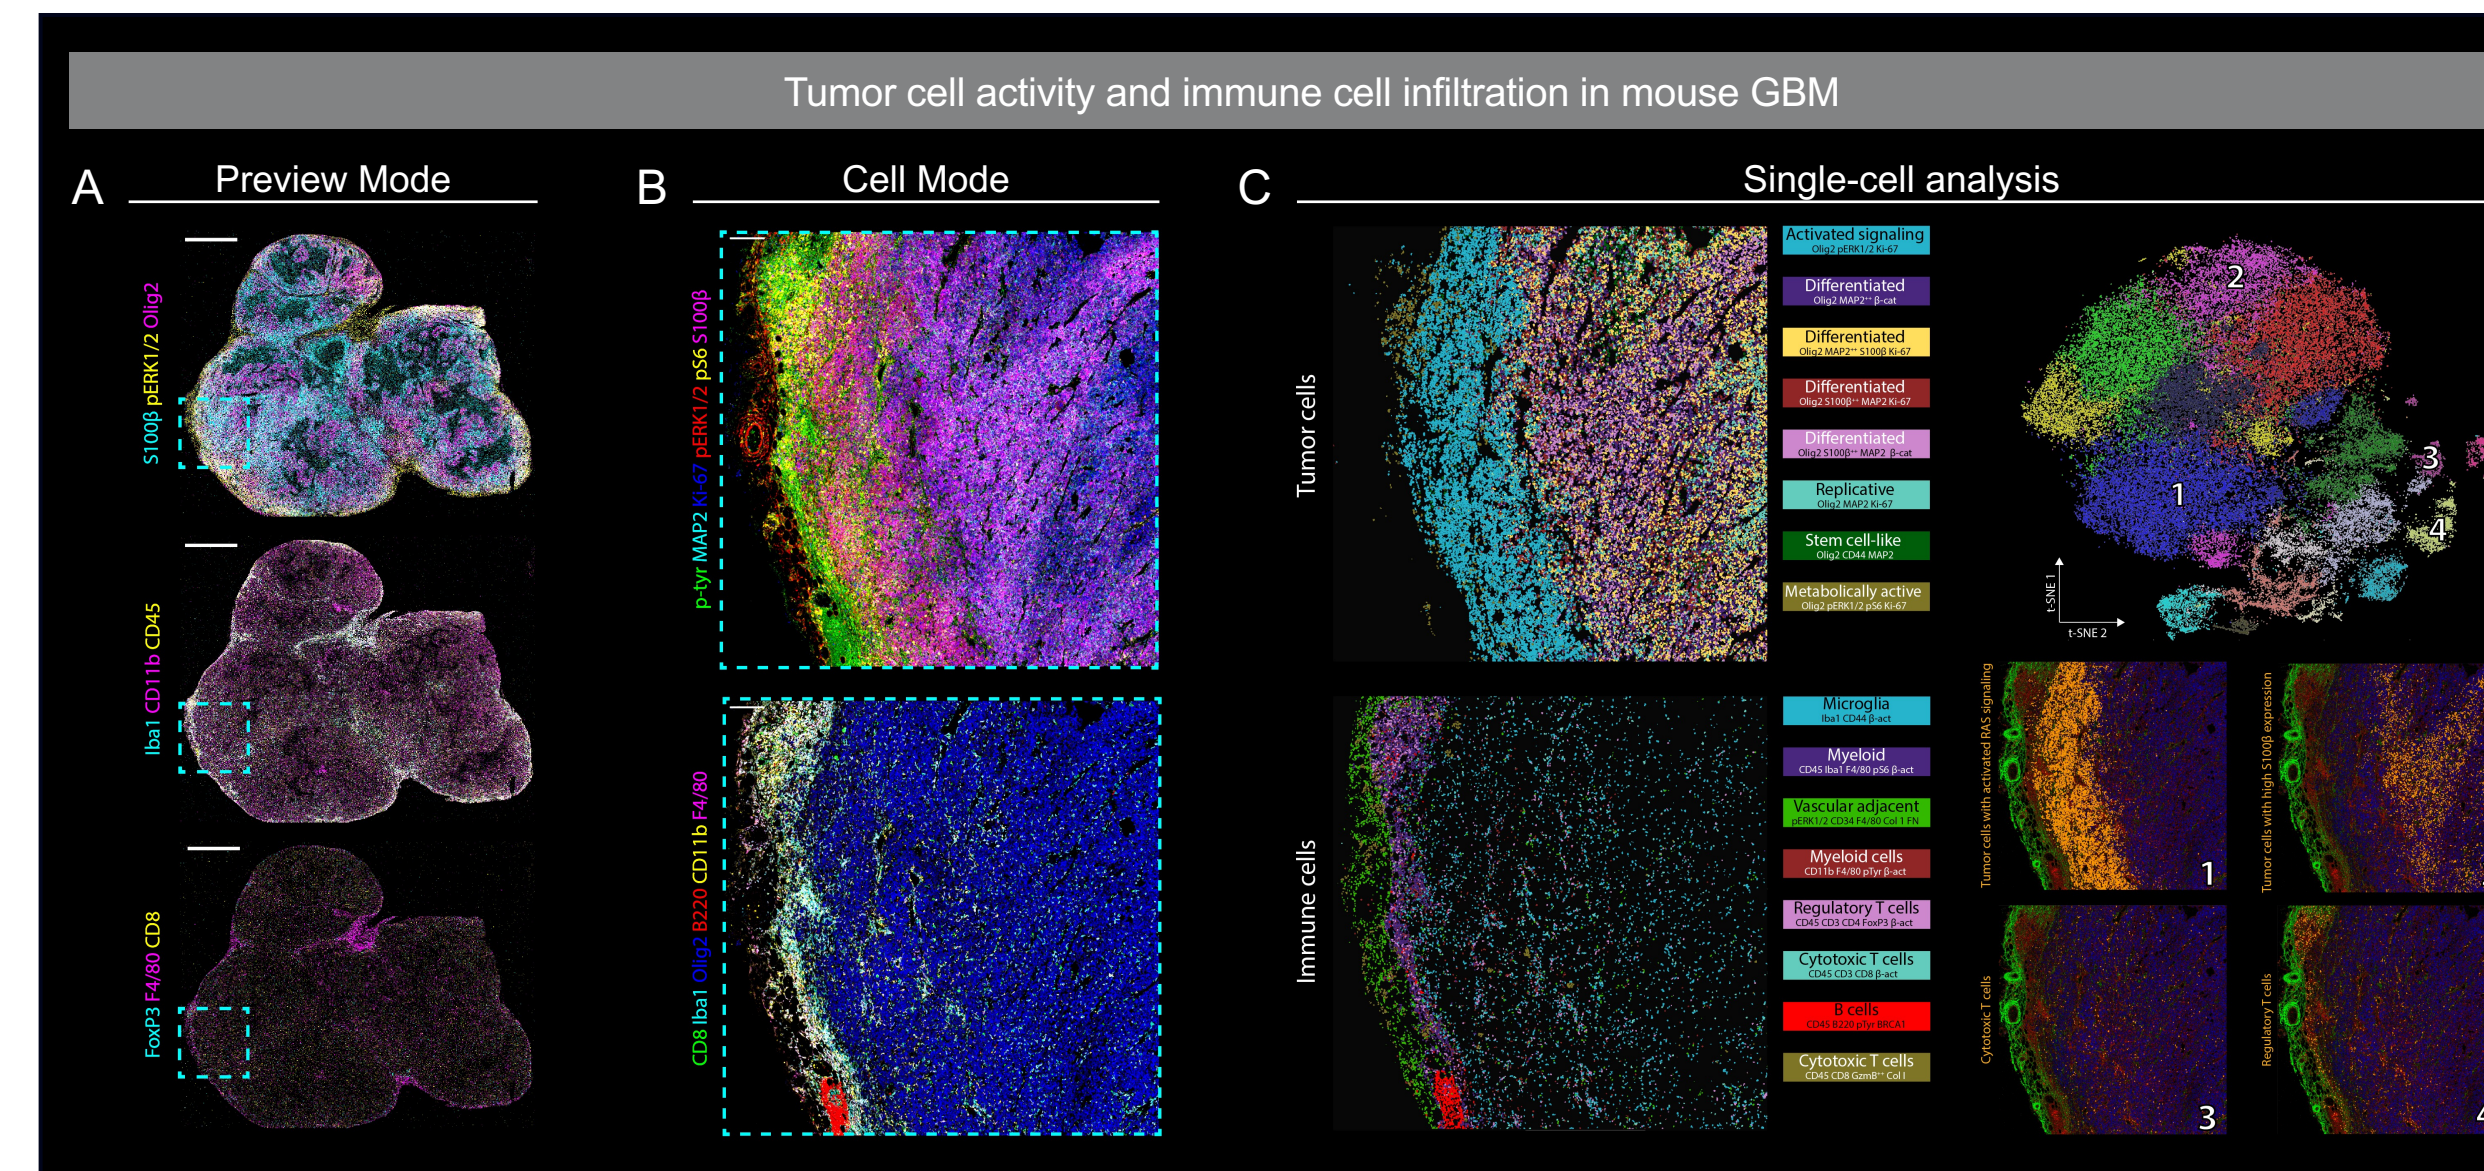 Tumor cell activity and immune cell infiltration in mouse GBM
A
Preview Mode
S100β pERK1/2 Olig2
Iba1 CD11b CD45
FoxP3 F4/80 CD8
B
Cell Mode
p-tyr MAP2 Ki-67 pERK1/2 pS6 S100β
CD8 Iba1 Olig2 B220 CD11b F4/80
C
Single-cell analysis
Tumor cells
Activated signaling
Olig2 pERK1/2 Ki-67
Differentiated
Olig2 MAP2⁺⁺ β-cat
Differentiated
Olig2 MAP2⁺⁺ S100β Ki-67
Differentiated
Olig2 S100β⁺⁺ MAP2 Ki-67
Differentiated
Olig2 S100β⁺⁺ MAP2 β-cat
Replicative
Olig2 MAP2 Ki-67
Stem cell-like
Olig2 CD44 MAP2
Metabolically active
Olig2 pERK1/2 pS6 Ki-67
Immune cells
Microglia
Iba1 CD44 β-act
Myeloid
CD45 Iba1 F4/80 pS6 β-act
Vascular adjacent
pERK1/2 CD34 F4/80 Col 1 FN
Myeloid cells
CD11b F4/80 pTyr β-act
Regulatory T cells
CD45 CD3 CD4 FoxP3 β-act
Cytotoxic T cells
CD45 CD3 CD8 β-act
B cells
CD45 B220 pTyr BRCA1
Cytotoxic T cells
CD45 CD8 GzmB⁺⁺ Col I
2
1
3
4
t-SNE 1
t-SNE 2
Tumor cells with activated RAS signaling
1
Tumor cells with high S100β expression
Cytotoxic T cells
3
Regulatory T cells
4